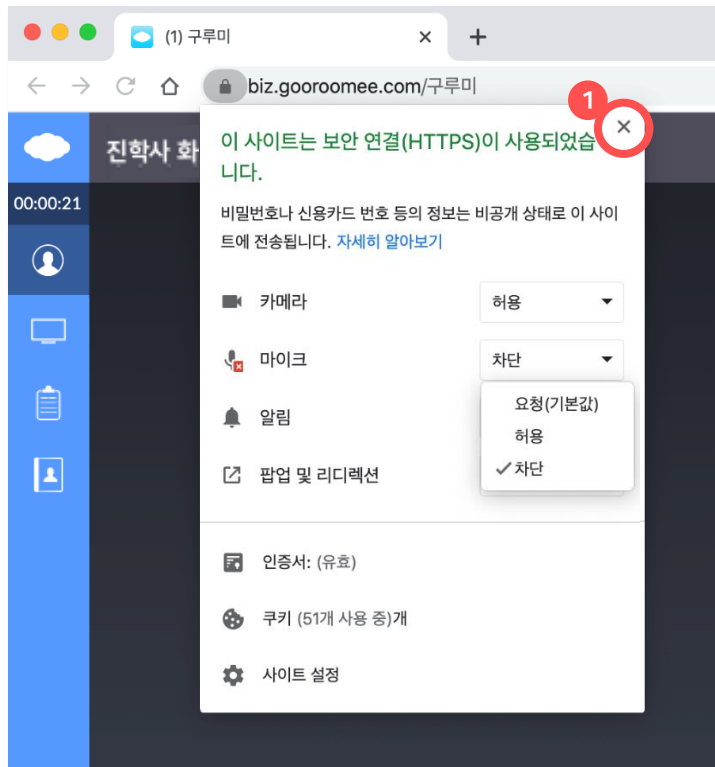 (1) 구루미
biz.gooroomee.com/구루미
1
진학사 화
이 사이트는 보안 연결(HTTPS)이 사용되었습
니다.
비밀번호나 신용카드 번호 등의 정보는 비공개 상태로 이 사이
트에 전송됩니다. 자세히 알아보기
00:00:21
카메라 허용
마이크 차단
요청(기본값)
알림
허용
차단
팝업 및 리디렉션
인증서: (유효)
쿠키 (51개 사용 중)개
사이트 설정